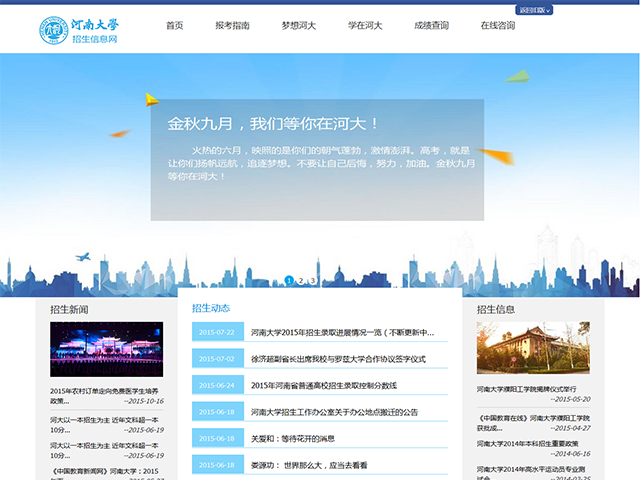 返回旧版
河南大学
招生信息网
首页 报考指南 梦想河大 学在河大 成绩查询 在线咨询
金秋九月，我们等你在河大！
火热的六月，映照的是你们的朝气蓬勃，激情澎湃。高考，就是
让你们扬帆远航，追逐梦想。不要让自己后悔，努力，加油。金秋九月
等你在河大！
1 2 3
招生新闻
2015年农村订单定向免费医学生培养
政策...
--2015-10-16
河大以一本招生为主 近年文科超一本
10分...
--2015-06-19
河大以一本招生为主 近年文科超一本
10分...
--2015-06-19
《中国教育新闻网》河南大学：2015
招生动态
2015-07-22 河南大学2015年招生录取进展情况一览（不断更新中...
2015-07-02 徐济超副省长出席我校与罗兹大学合作协议签字仪式
2015-06-24 2015年河南省普通高校招生录取控制分数线
2015-06-18 河南大学招生工作办公室关于办公地点搬迁的公告
2015-06-18 关爱和：等待花开的消息
2015-06-18 娄源功： 世界那么大，应当去看看
招生信息
河南大学濮阳工学院揭牌仪式举行
--2015-05-20
《中国教育在线》河南大学濮阳工学院
获批成...
--2015-04-27
河南大学2014年本科招生重要政策
--2014-06-16
河南大学2014年高水平运动员专业测
试会...
--2014-03-25